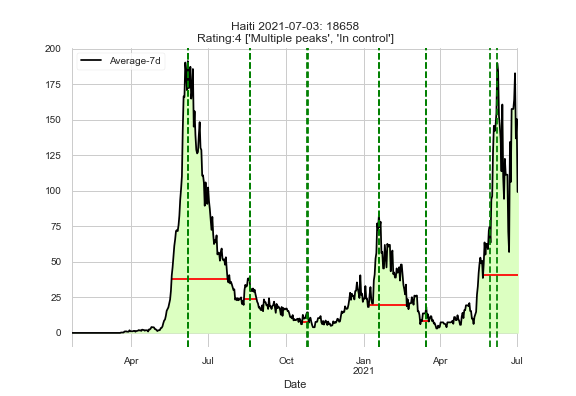 Haiti 2021-07-03: 18658
Rating:4 ['Multiple peaks', 'In control']
200
175
150
125
100
75
50
25
0
Average-7d
Apr
Jul
Oct
Jan
2021
Apr
Jul
Date